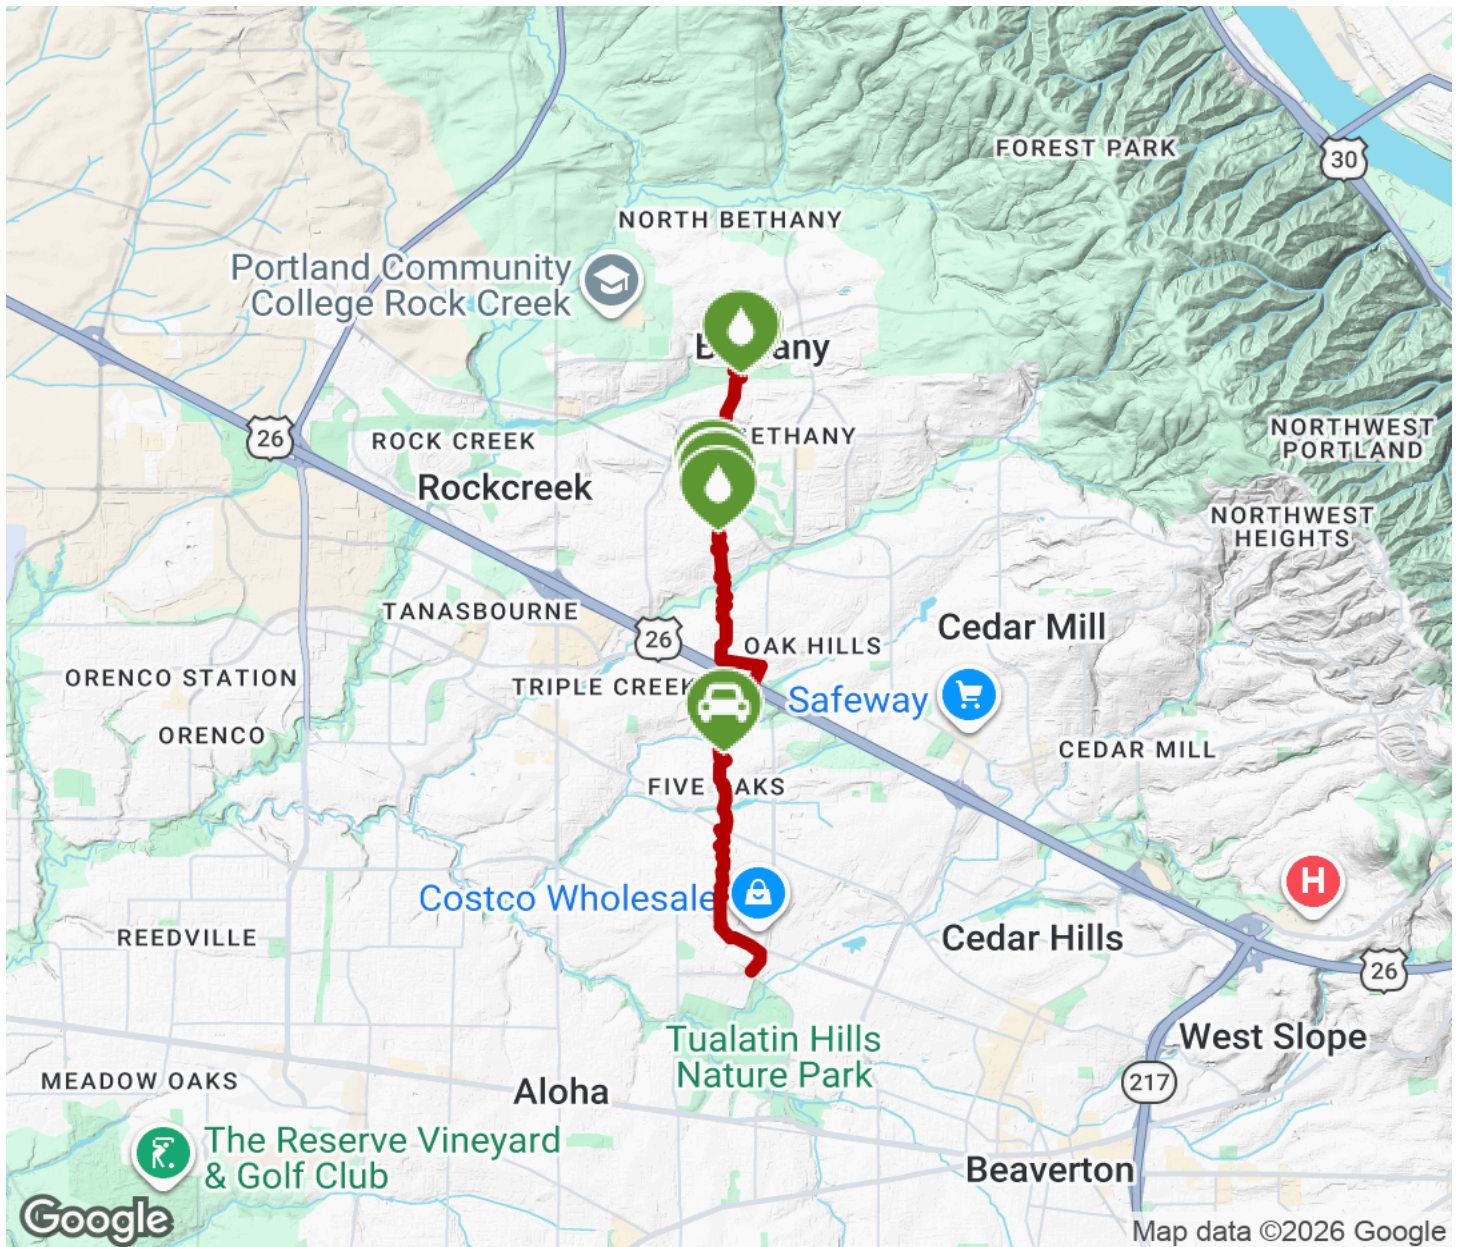 FOREST PARK
30
NORTH BETHANY
Portland Community
College Rock Creek
B
any
26
ROCK CREEK
ETHANY
NORTHWEST
PORTLAND
Rockcreek
NORTHWEST
HEIGHTS
TANASBOURNE
26
OAK HILLS
Cedar Mill
ORENCO STATION
TRIPLE CREEK
Safeway
ORENCO
CEDAR MILL
FIVE
AKS
Costco Wholesale
H
REEDVILLE
Cedar Hills
26
Tualatin Hills
Nature Park
West Slope
MEADOW OAKS
Aloha
217
The Reserve Vineyard
& Golf Club
Beaverton
Google
Map data ©2026 Google